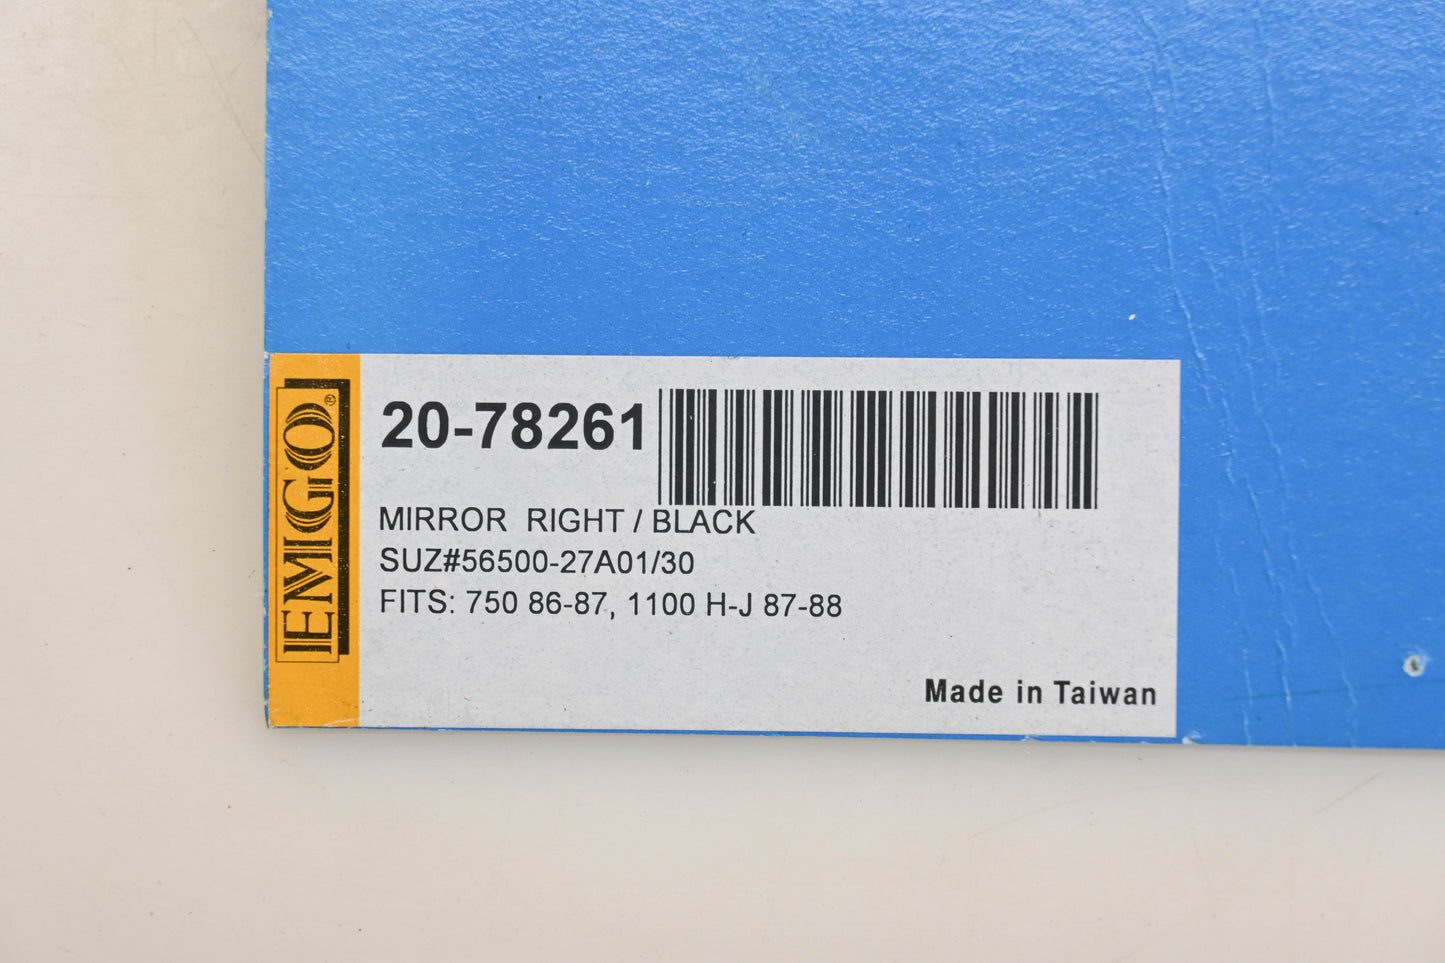 EMGO®
20-78261
MIRROR RIGHT / BLACK
SUZ#56500-27A01/30
FITS: 750 86-87, 1100 H-J 87-88
Made in Taiwan